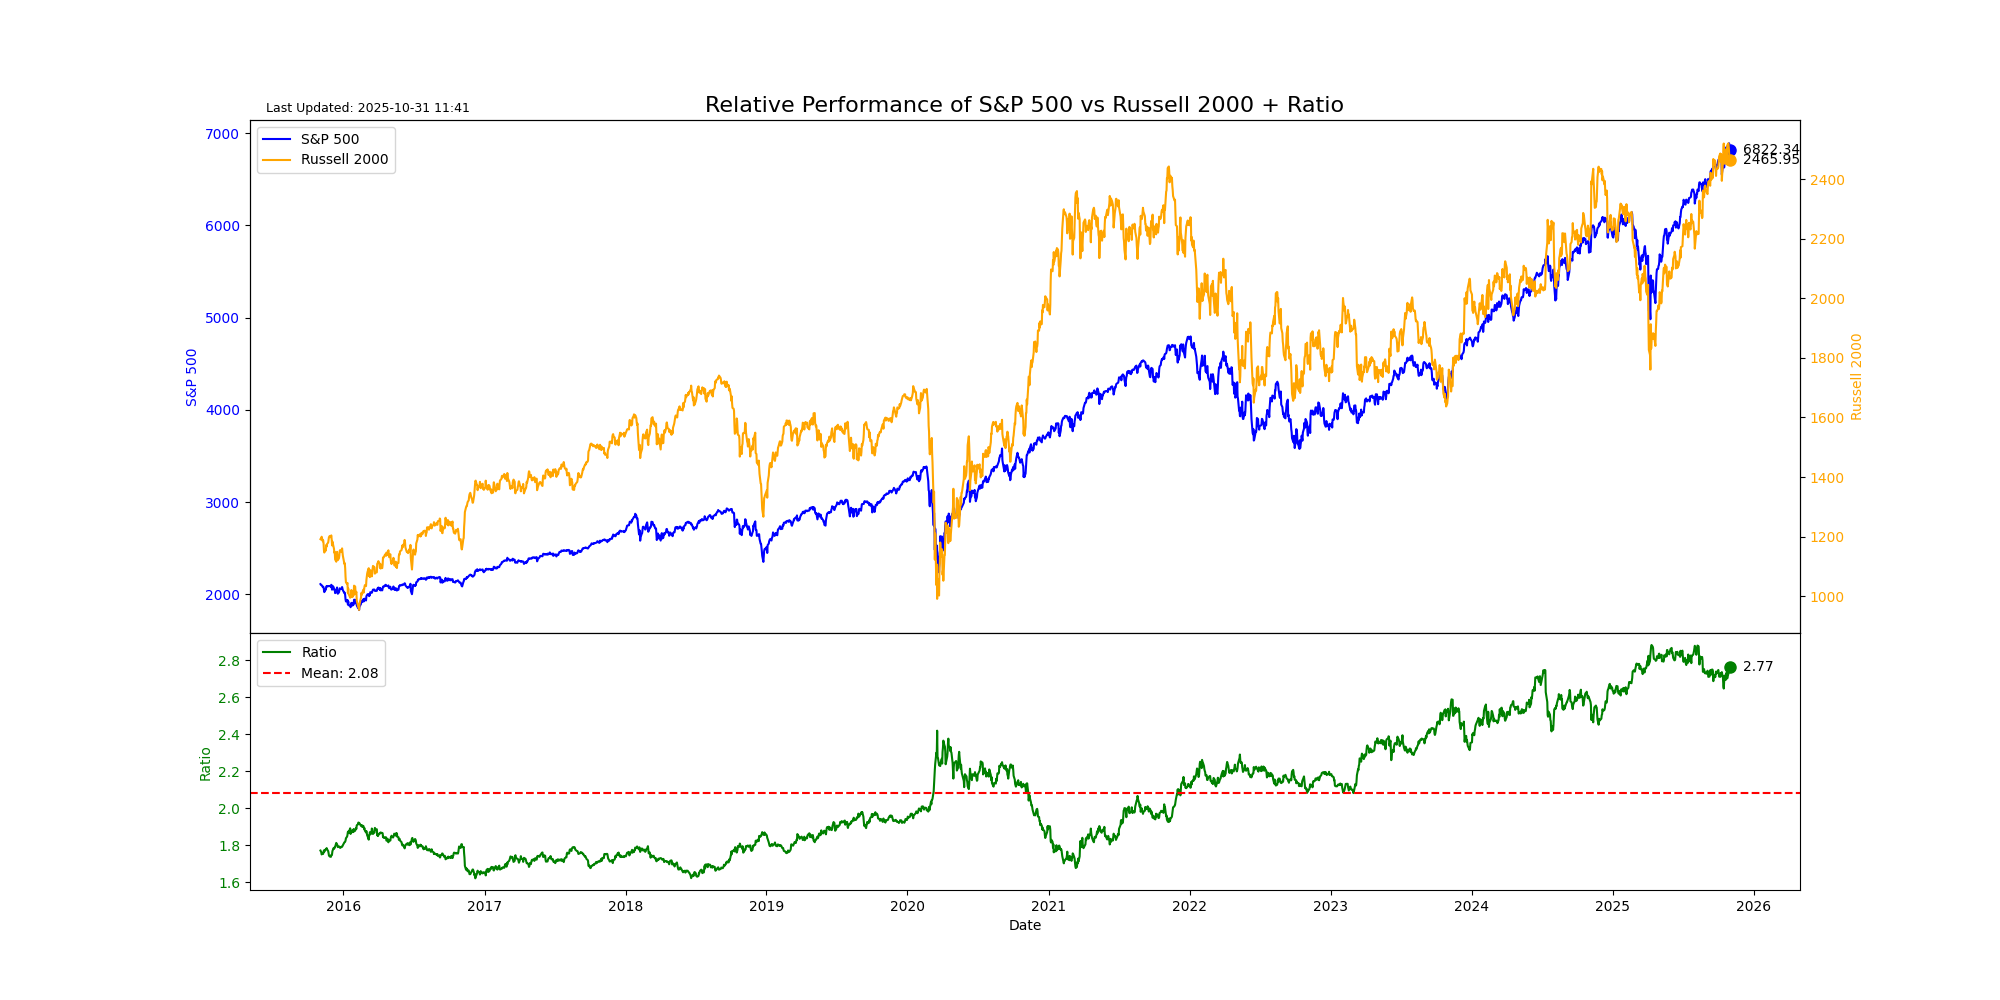 Last Updated: 2025-10-31 11:41
Relative Performance of S&P 500 vs Russell 2000 + Ratio
S&P 500
Russell 2000
7000
6000
5000
4000
3000
2000
S&P 500
6822.34
2465.95
2400
2200
2000
1800
1600
1400
1200
1000
Russell 2000
Ratio
Mean: 2.08
2.8
2.6
2.4
2.2
2.0
1.8
1.6
Ratio
2.77
2016 2017 2018 2019 2020 2021 2022 2023 2024 2025 2026
Date